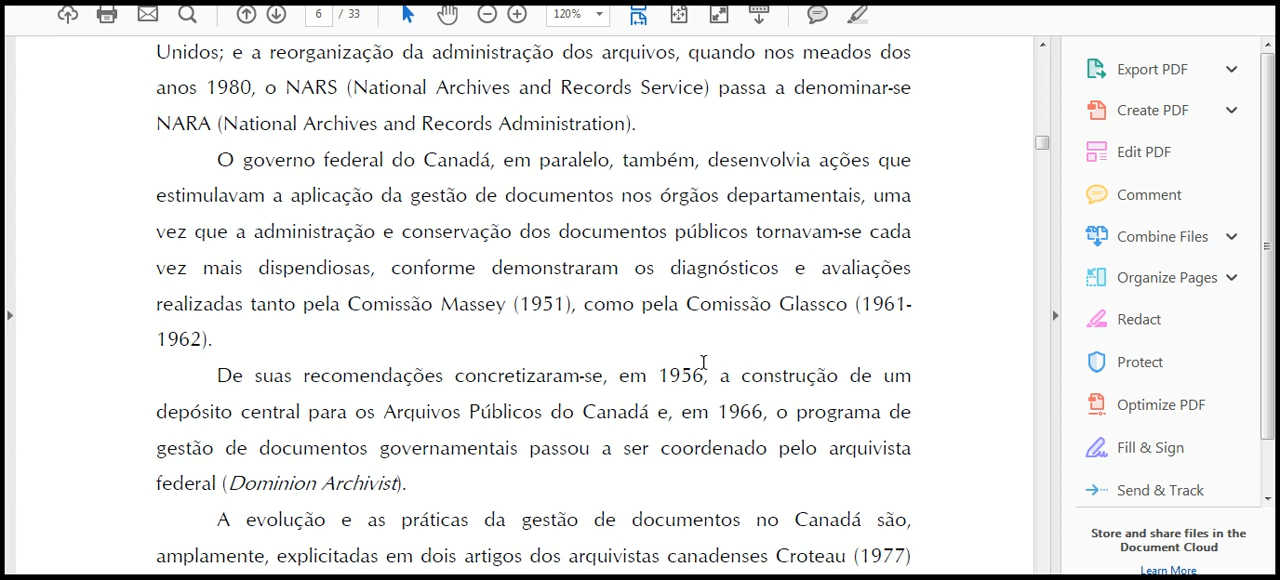 6 / 33
120%
Unidos; e a reorganização da administração dos arquivos, quando nos meados dos
anos 1980, o NARS (National Archives and Records Service) passa a denominar-se
NARA (National Archives and Records Administration).
O governo federal do Canadá, em paralelo, também, desenvolvia ações que
estimulavam a aplicação da gestão de documentos nos órgãos departamentais, uma
vez que a administração e conservação dos documentos públicos tornavam-se cada
vez mais dispendiosas, conforme demonstraram os diagnósticos e avaliações
realizadas tanto pela Comissão Massey (1951), como pela Comissão Glassco (1961-
1962).
De suas recomendações concretizaram-se, em 1956, a construção de um
depósito central para os Arquivos Públicos do Canadá e, em 1966, o programa de
gestão de documentos governamentais passou a ser coordenado pelo arquivista
federal (Dominion Archivist).
A evolução e as práticas da gestão de documentos no Canadá são,
amplamente, explicitadas em dois artigos dos arquivistas canadenses Croteau (1977)
Export PDF
Create PDF
Edit PDF
Comment
Combine Files
Organize Pages
Redact
Protect
Optimize PDF
Fill & Sign
Send & Track
Store and share files in the
Document Cloud
Learn More